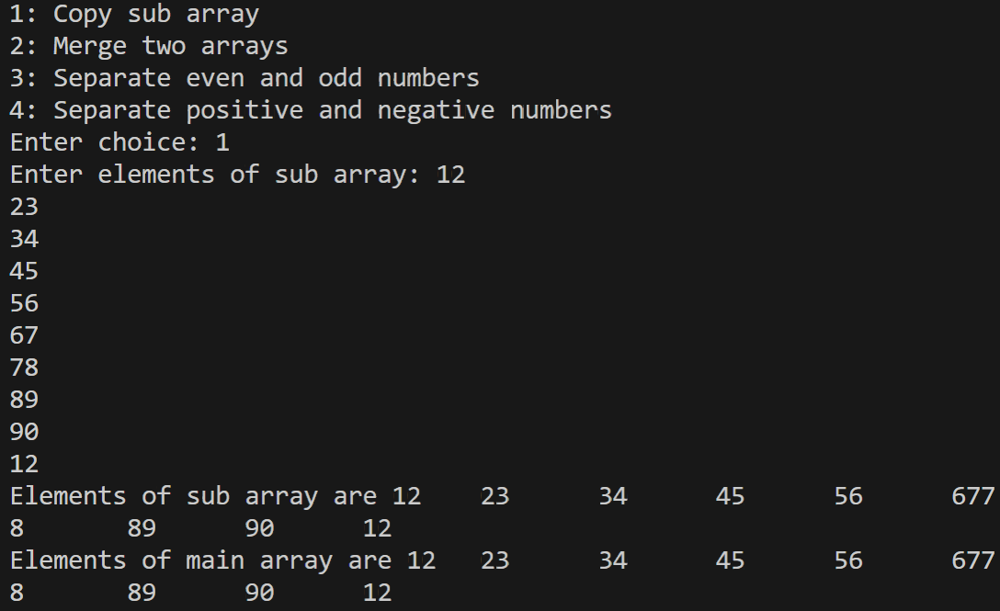 1: Copy sub array
2: Merge two arrays
3: Separate even and odd numbers
4: Separate positive and negative numbers
Enter choice: 1
Enter elements of sub array: 12
23
34
45
56
67
78
89
90
12
Elements of sub array are 12    23      34      45      56      677
8       89      90      12
Elements of main array are 12   23      34      45      56      677
8       89      90      12